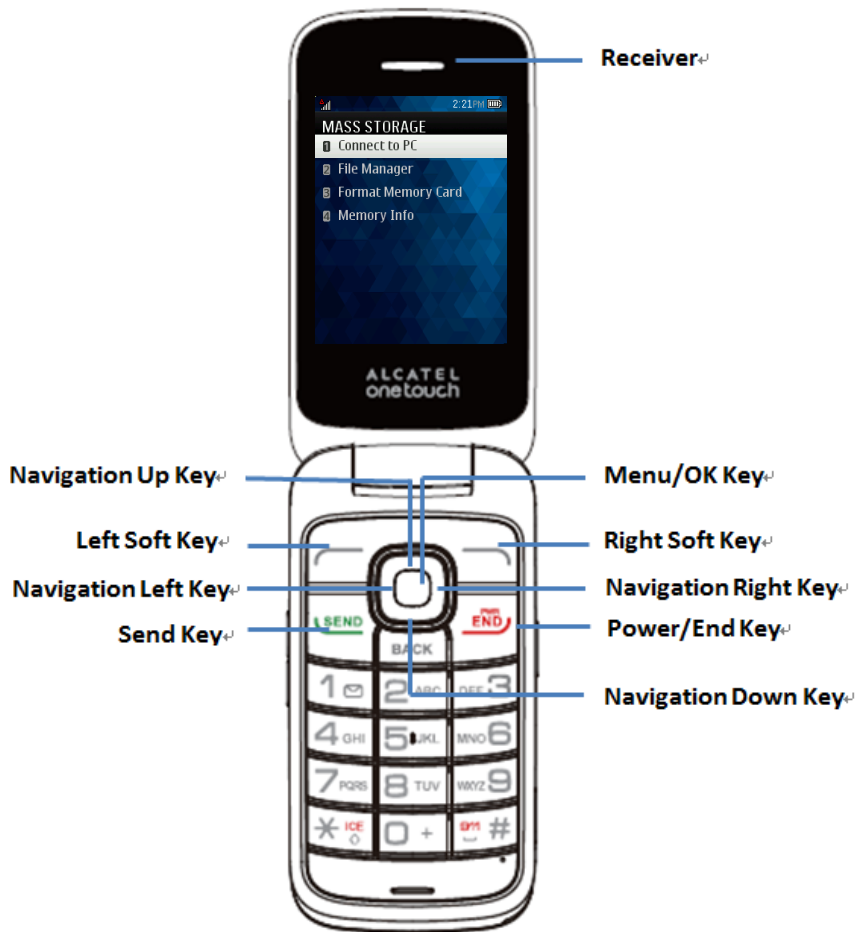 Receiver
2:21PM
MASS STORAGE
1 Connect to PC
2 File Manager
3 Format Memory Card
4 Memory Info
ALCATEL
onetouch
Navigation Up Key
Menu/OK Key
Left Soft Key
Right Soft Key
Navigation Left Key
Navigation Right Key
Send Key
SEND
PWR
END
Power/End Key
BACK
1
2 ABC
DEF 3
Navigation Down Key
4 GHI
5 JKL
MNO 6
7 PQRS
8 TUV
WXYZ 9
* ICE
0 +
911 #